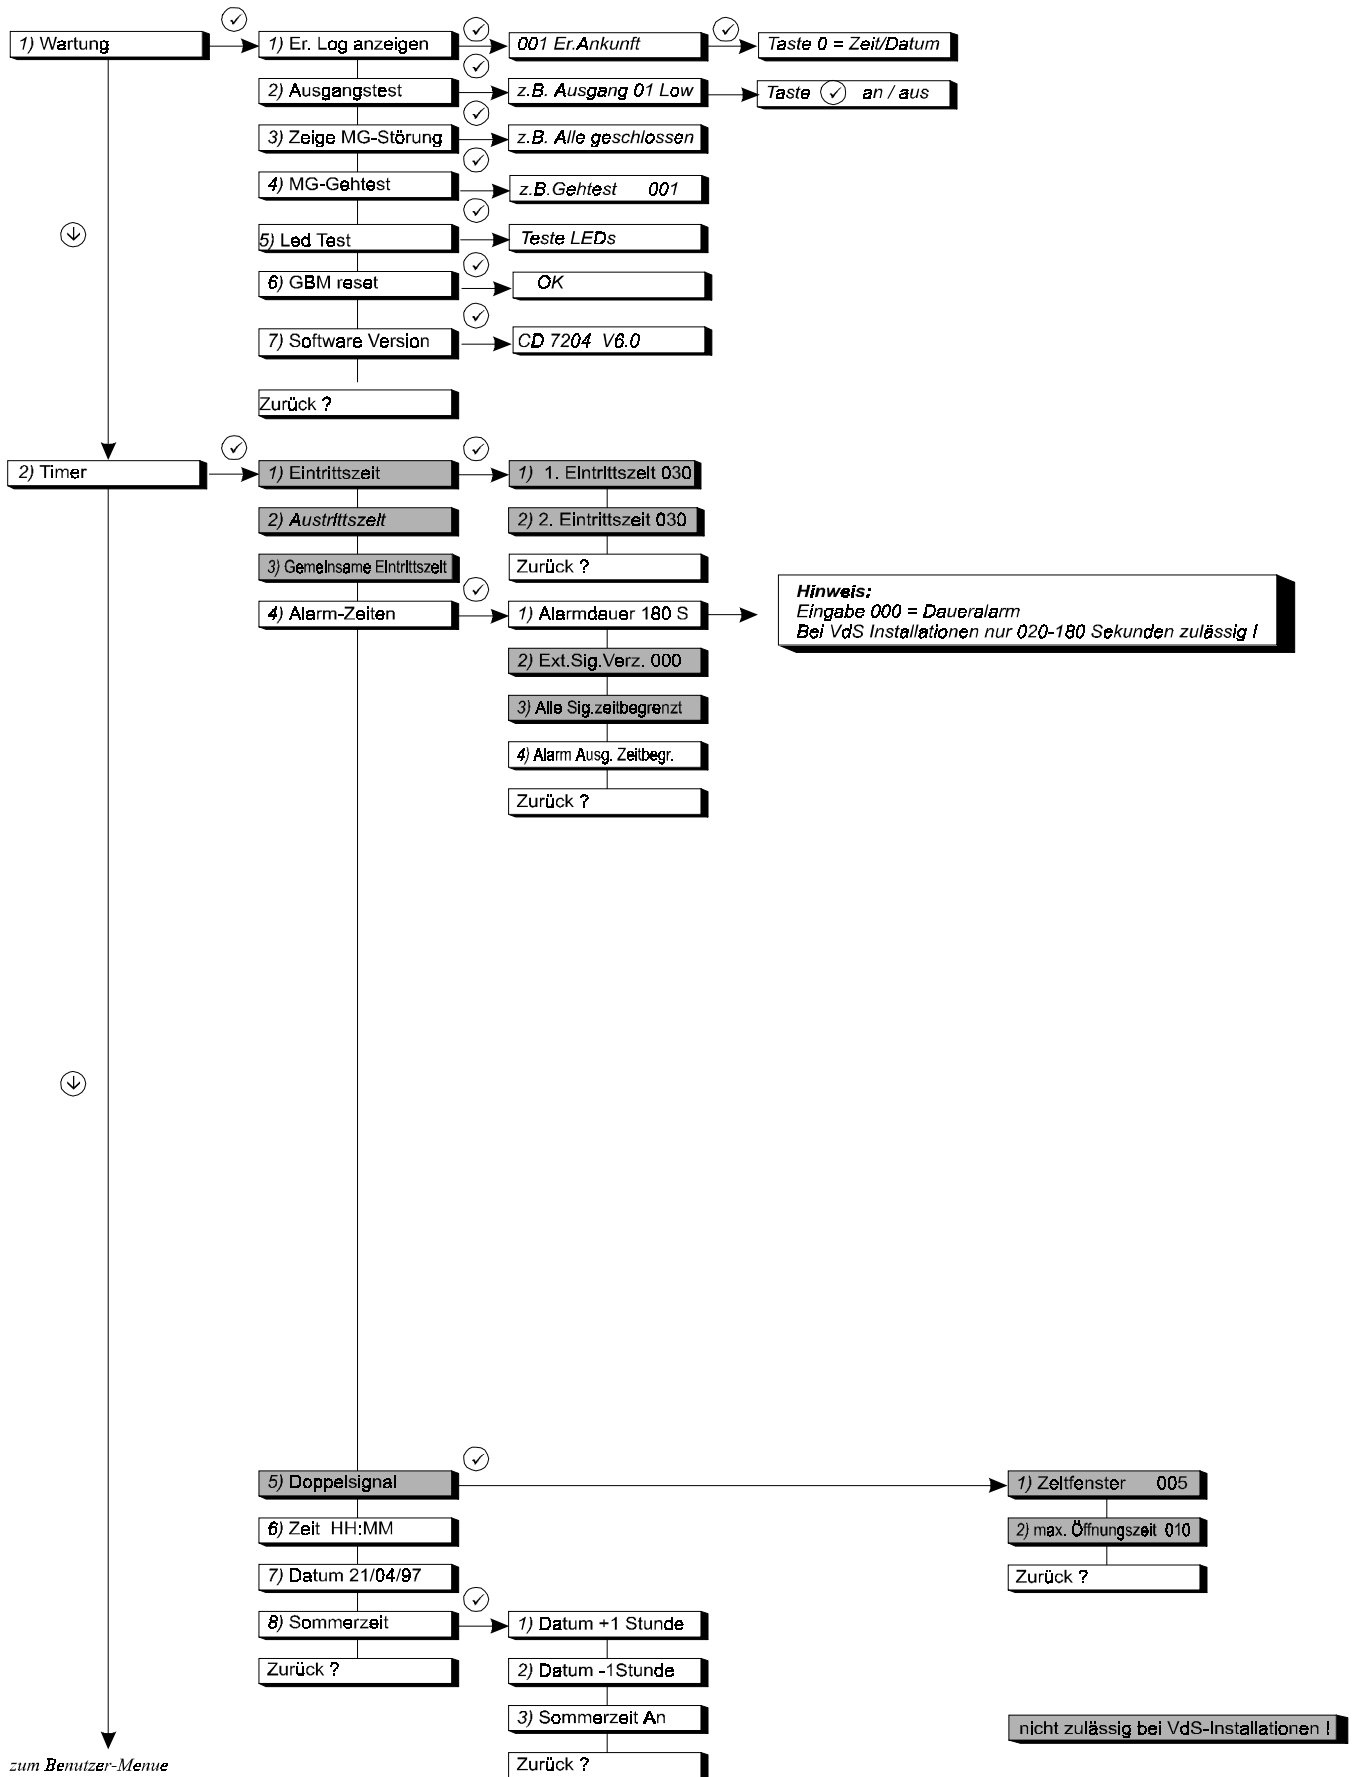 1) Wartung
1) Er. Log anzeigen
001 Er.Ankunft
Taste 0 = Zeit/Datum
2) Ausgangstest
z.B. Ausgang 01 Low
Taste ✓ an / aus
3) Zeige MG-Störung
z.B. Alle geschlossen
4) MG-Gehtest
z.B.Gehtest 001
5) Led Test
Teste LEDs
6) GBM reset
OK
7) Software Version
CD 7204 V6.0
Zurück ?
2) Timer
1) Eintrittszeit
1) 1. Eintrittszeit 030
2) Austrittszeit
2) 2. Eintrittszeit 030
3) Gemeinsame Eintrittszeit
Zurück ?
4) Alarm-Zeiten
1) Alarmdauer 180 S
Hinweis:
Eingabe 000 = Daueralarm
Bei VdS Installationen nur 020-180 Sekunden zulässig !
2) Ext.Sig.Verz. 000
3) Alle Sig.zeitbegrenzt
4) Alarm Ausg. Zeitbegr.
Zurück ?
5) Doppelsignal
1) Zeitfenster 005
6) Zeit HH:MM
2) max. Öffnungszeit 010
7) Datum 21/04/97
Zurück ?
8) Sommerzeit
1) Datum +1 Stunde
Zurück ?
2) Datum -1Stunde
3) Sommerzeit An
nicht zulässig bei VdS-Installationen !
zum Benutzer-Menue
Zurück ?